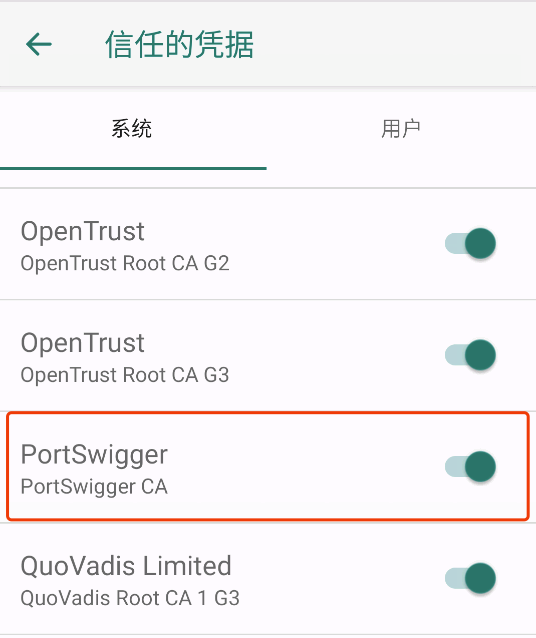 信任的凭据
系统
用户
OpenTrust
OpenTrust Root CA G2
OpenTrust
OpenTrust Root CA G3
PortSwigger
PortSwigger CA
QuoVadis Limited
QuoVadis Root CA 1 G3